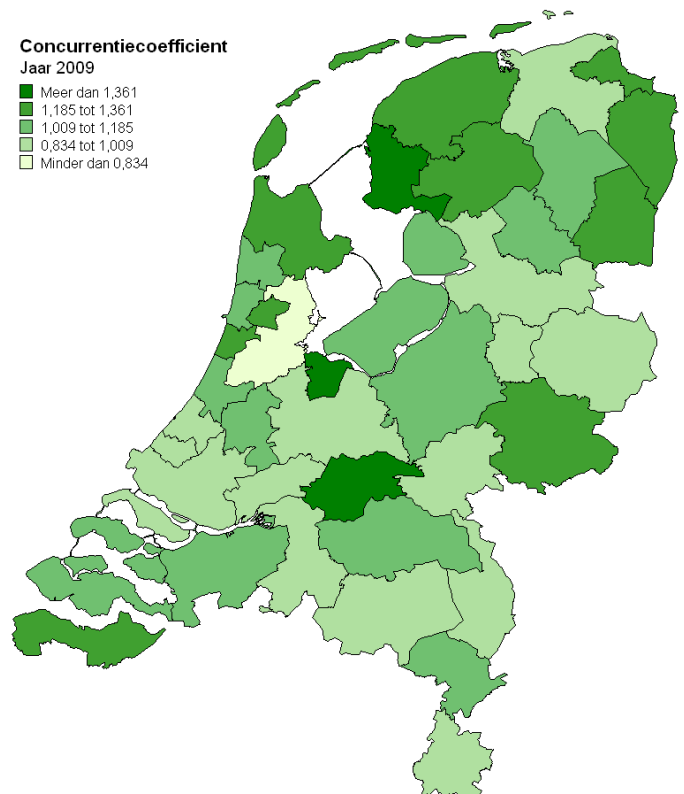 Concurrentiecoefficient
Jaar 2009
Meer dan 1,361
1,185 tot 1,361
1,009 tot 1,185
0,834 tot 1,009
Minder dan 0,834